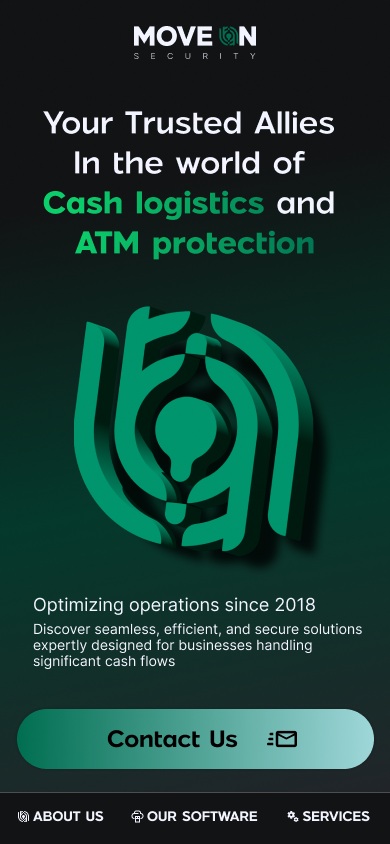 MOVE ON
SECURITY
Your Trusted Allies
In the world of
Cash logistics and
ATM protection
Optimizing operations since 2018
Discover seamless, efficient, and secure solutions
expertly designed for businesses handling
significant cash flows
Contact Us
ABOUT US OUR SOFTWARE SERVICES